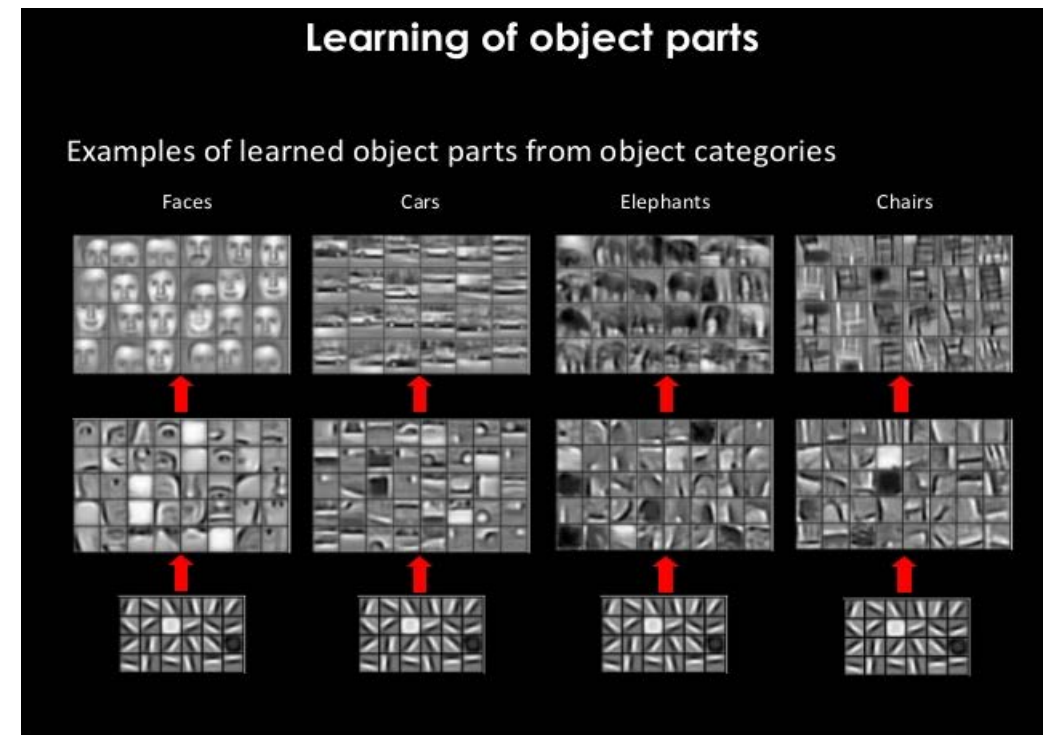 Learning of object parts
Examples of learned object parts from object categories
Faces Cars Elephants Chairs